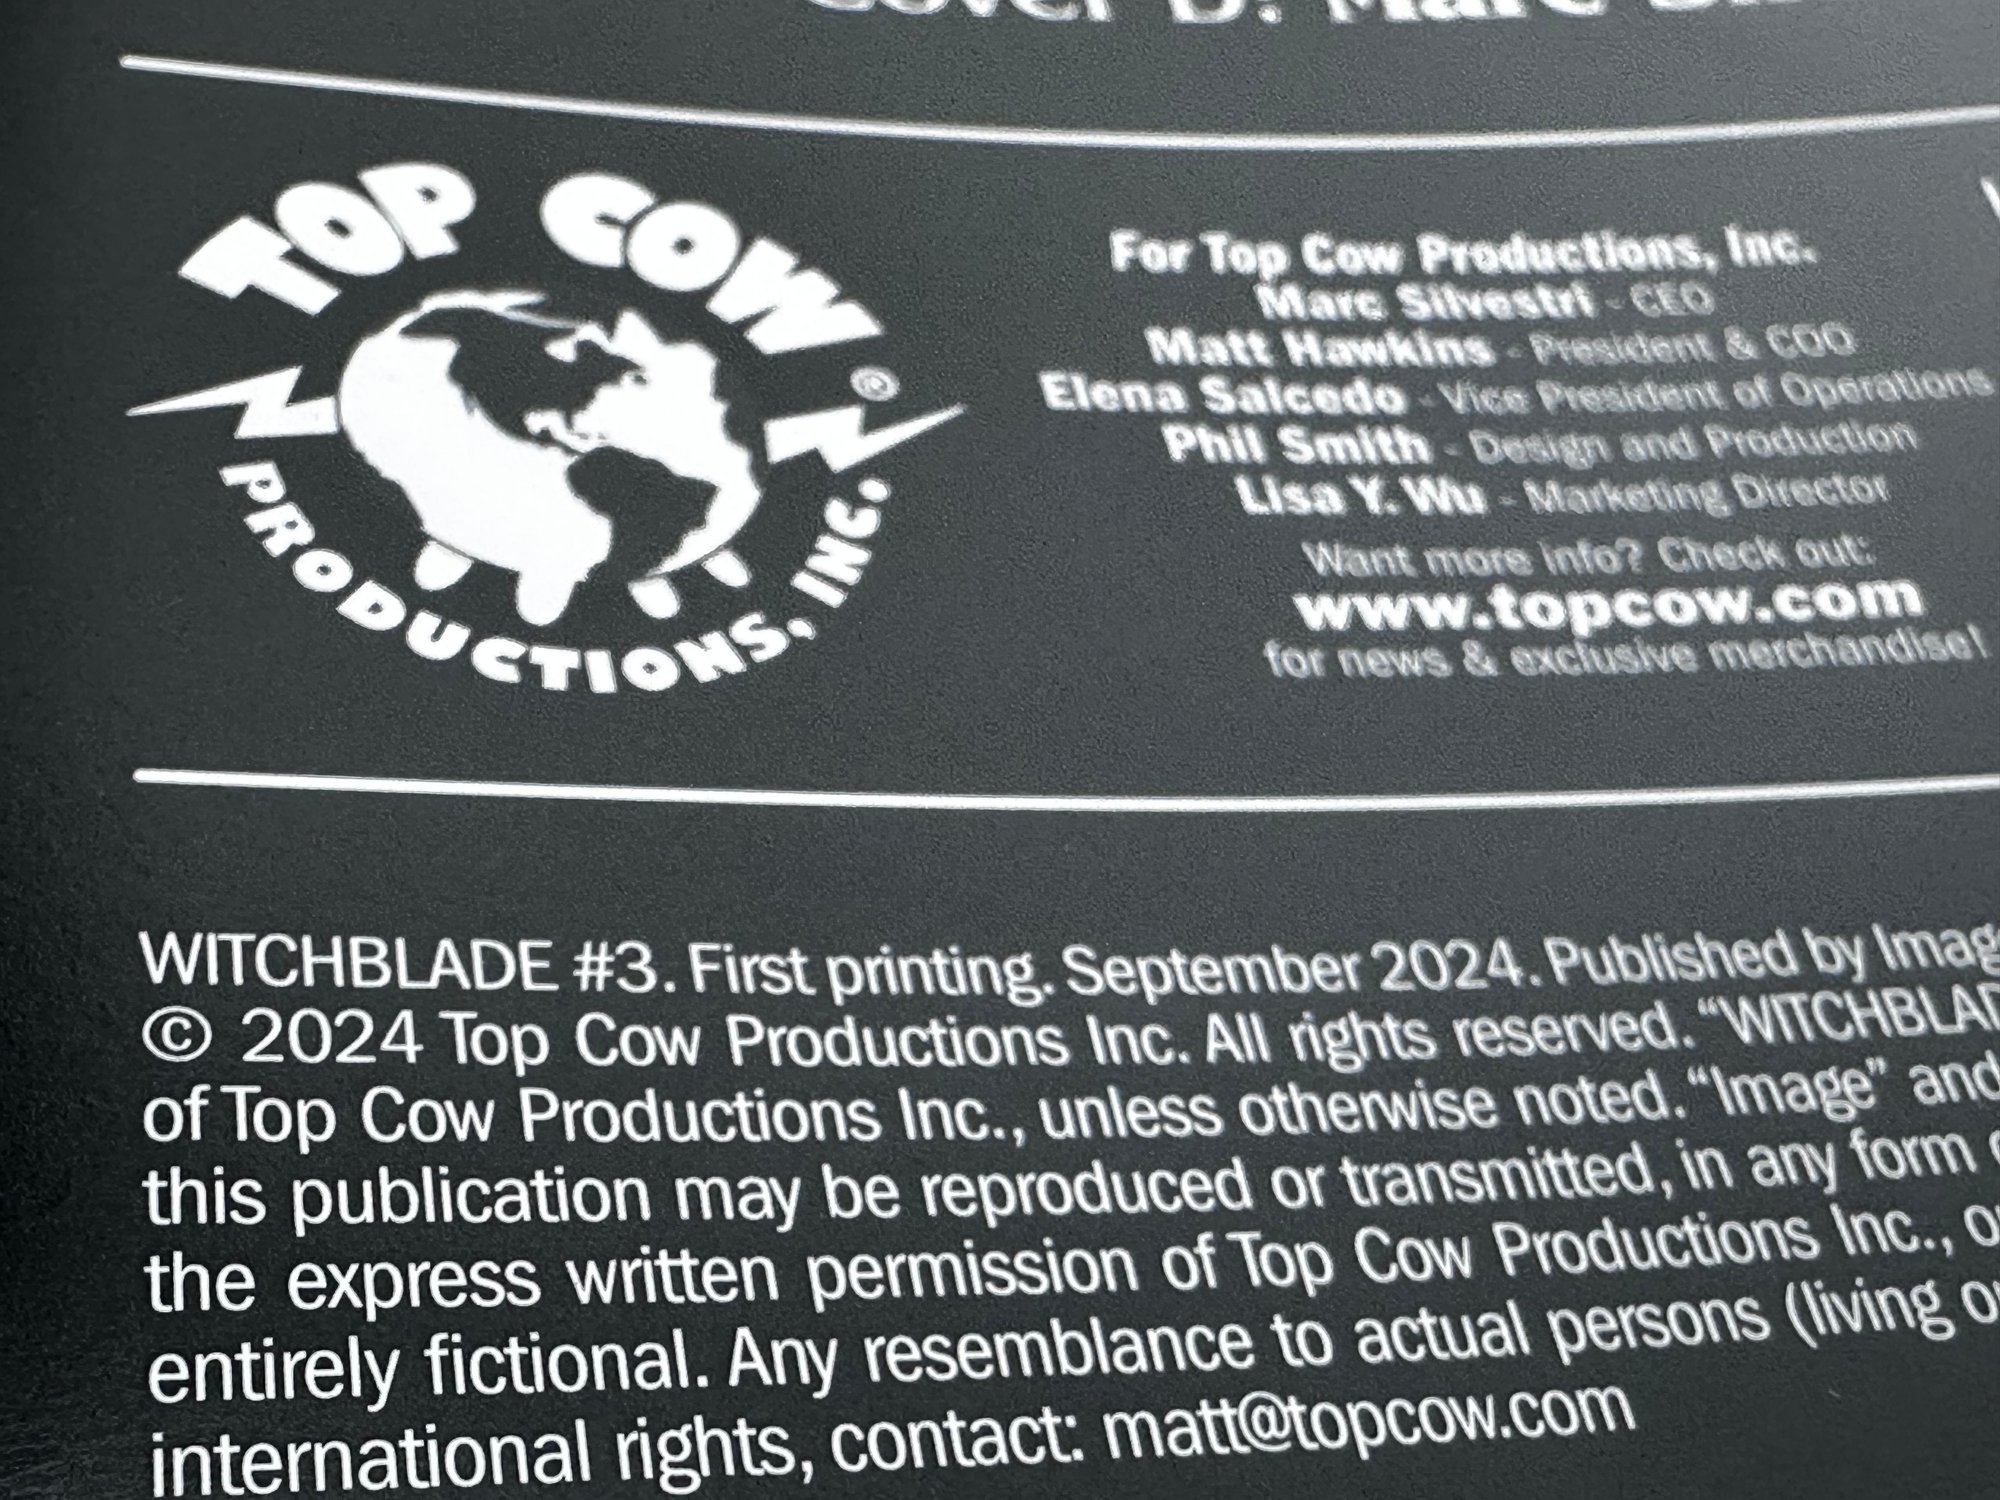 Cover D: Marc
TOP COW
®
PRODUCTIONS, INC.
For Top Cow Productions, Inc.
Marc Silvestri - CEO
Matt Hawkins - President & COO
Elena Salcedo - Vice President of Operations
Phil Smith - Design and Production
Lisa Y. Wu - Marketing Director
Want more info? Check out:
www.topcow.com
for news & exclusive merchandise!
WITCHBLADE #3. First printing. September 2024. Published by
© 2024 Top Cow Productions Inc. All rights reserved.
of Top Cow Productions Inc., unless otherwise noted. “Image” and
this publication may be reproduced or transmitted, in any form
the express written permission of Top Cow Productions Inc.,
entirely fictional. Any resemblance to actual persons (living
international rights, contact: matt@topcow.com